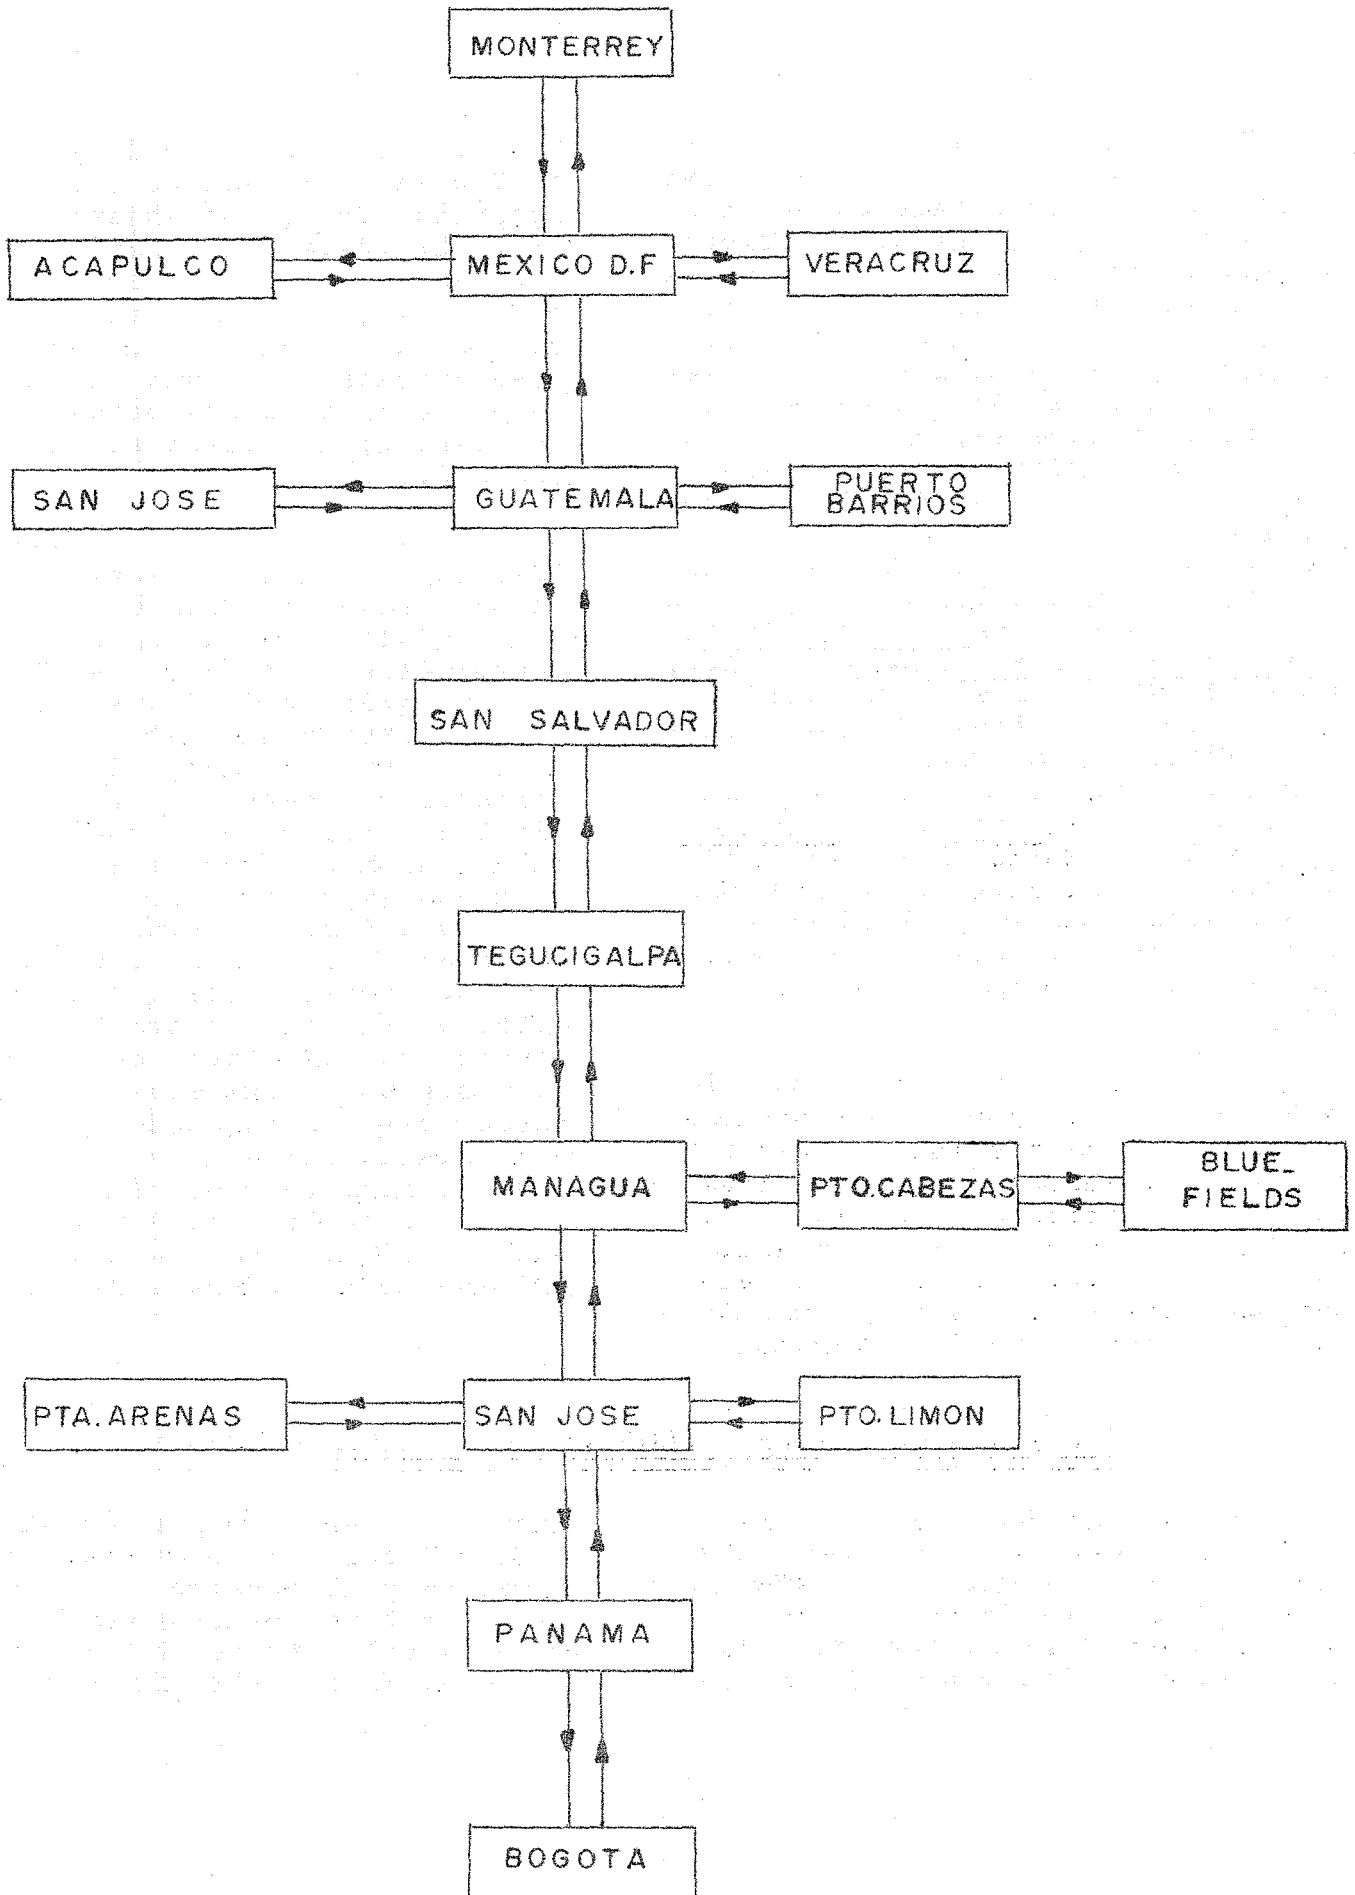 MONTERREY
ACAPULCO
MEXICO D.F
VERACRUZ
SAN JOSE
GUATEMALA
PUERTO
BARRIOS
SAN SALVADOR
TEGUCIGALPA
MANAGUA
PTO.CABEZAS
BLUE_
FIELDS
PTA.ARENAS
SAN JOSE
PTO.LIMON
PANAMA
BOGOTA